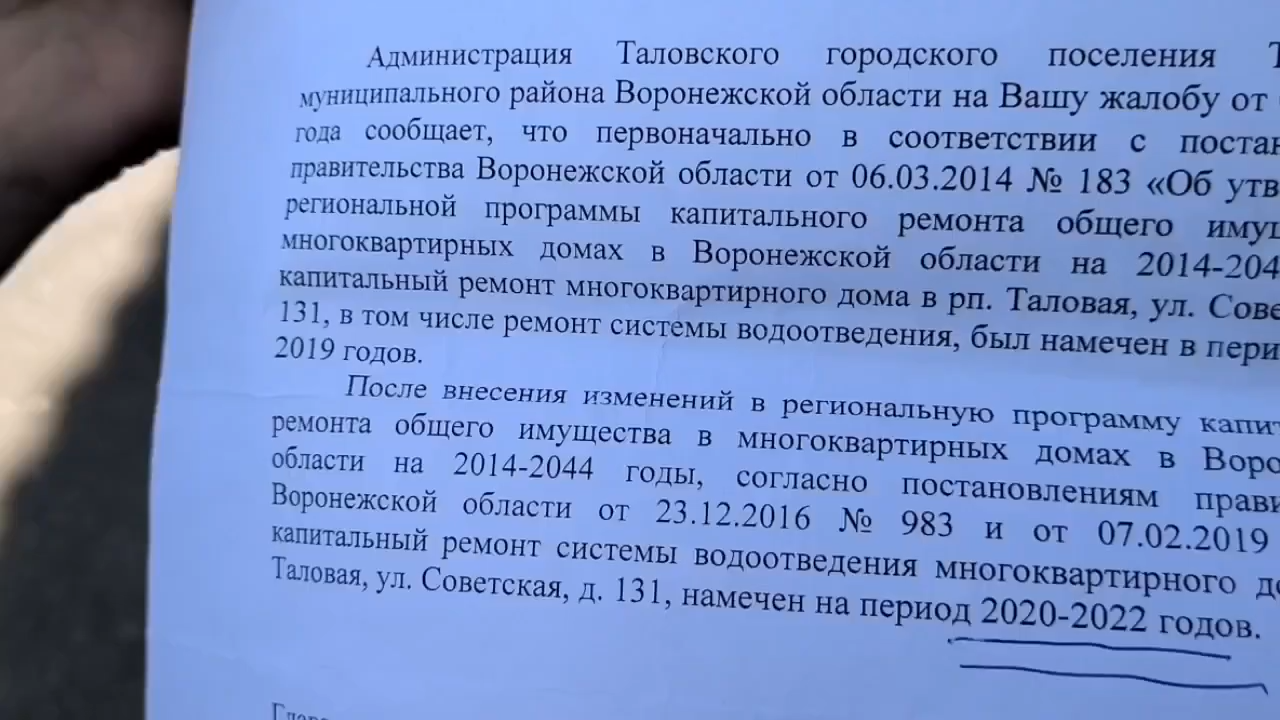 Администрация Таловского городского поселения
муниципального района Воронежской области на Вашу жалобу от
года сообщает, что первоначально в соответствии с
правительства Воронежской области от 06.03.2014 № 183 «Об
региональной программы капитального ремонта общего
многоквартирных домах в Воронежской области на
капитальный ремонт многоквартирного дома в рп. Таловая, ул.
131, в том числе ремонт системы водоотведения, был намечен в
2019 годов.
После внесения изменений в региональную программу
ремонта общего имущества в многоквартирных домах в
области на 2014-2044 годы, согласно постановлениям
Воронежской области от 23.12.2016 № 983 и от 07.02.2019
капитальный ремонт системы водоотведения многоквартирного
Таловая, ул. Советская, д. 131, намечен на период 2020-2022 годов.